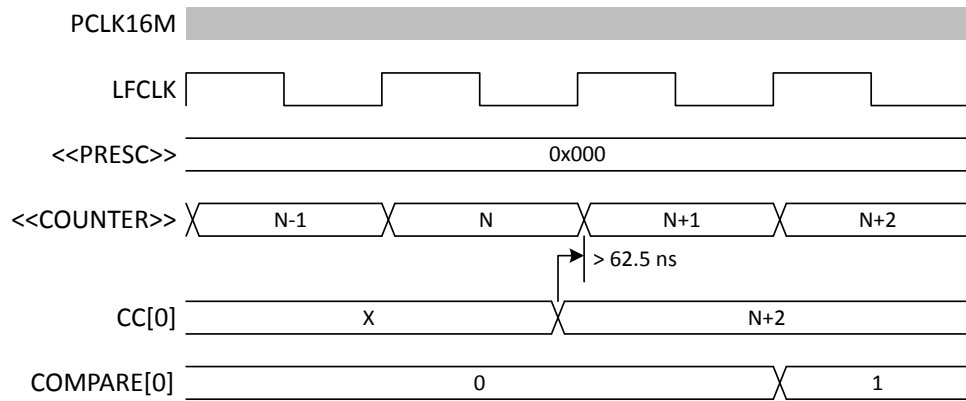 PCLK16M
LFCLK
<<PRESC>> 0x000
<<COUNTER>> N-1 N N+1 N+2
> 62.5 ns
CC[0] X N+2
COMPARE[0] 0 1